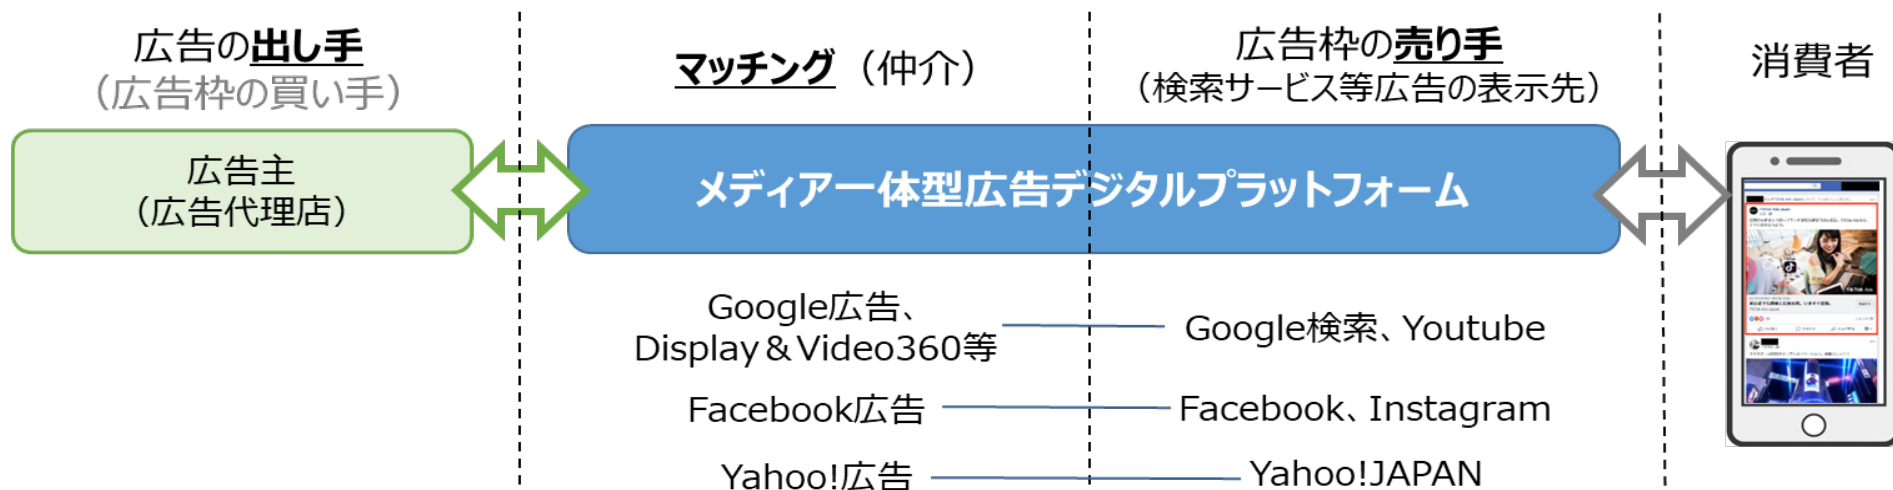 広告の出し手
（広告枠の買い手）
マッチング（仲介）
広告枠の売り手
（検索サービス等広告の表示先）
消費者
広告主
（広告代理店）
メディア一体型広告デジタルプラットフォーム
Google広告、
Display＆Video360等
Google検索、Youtube
Facebook広告
Facebook、Instagram
Yahoo!広告
Yahoo!JAPAN